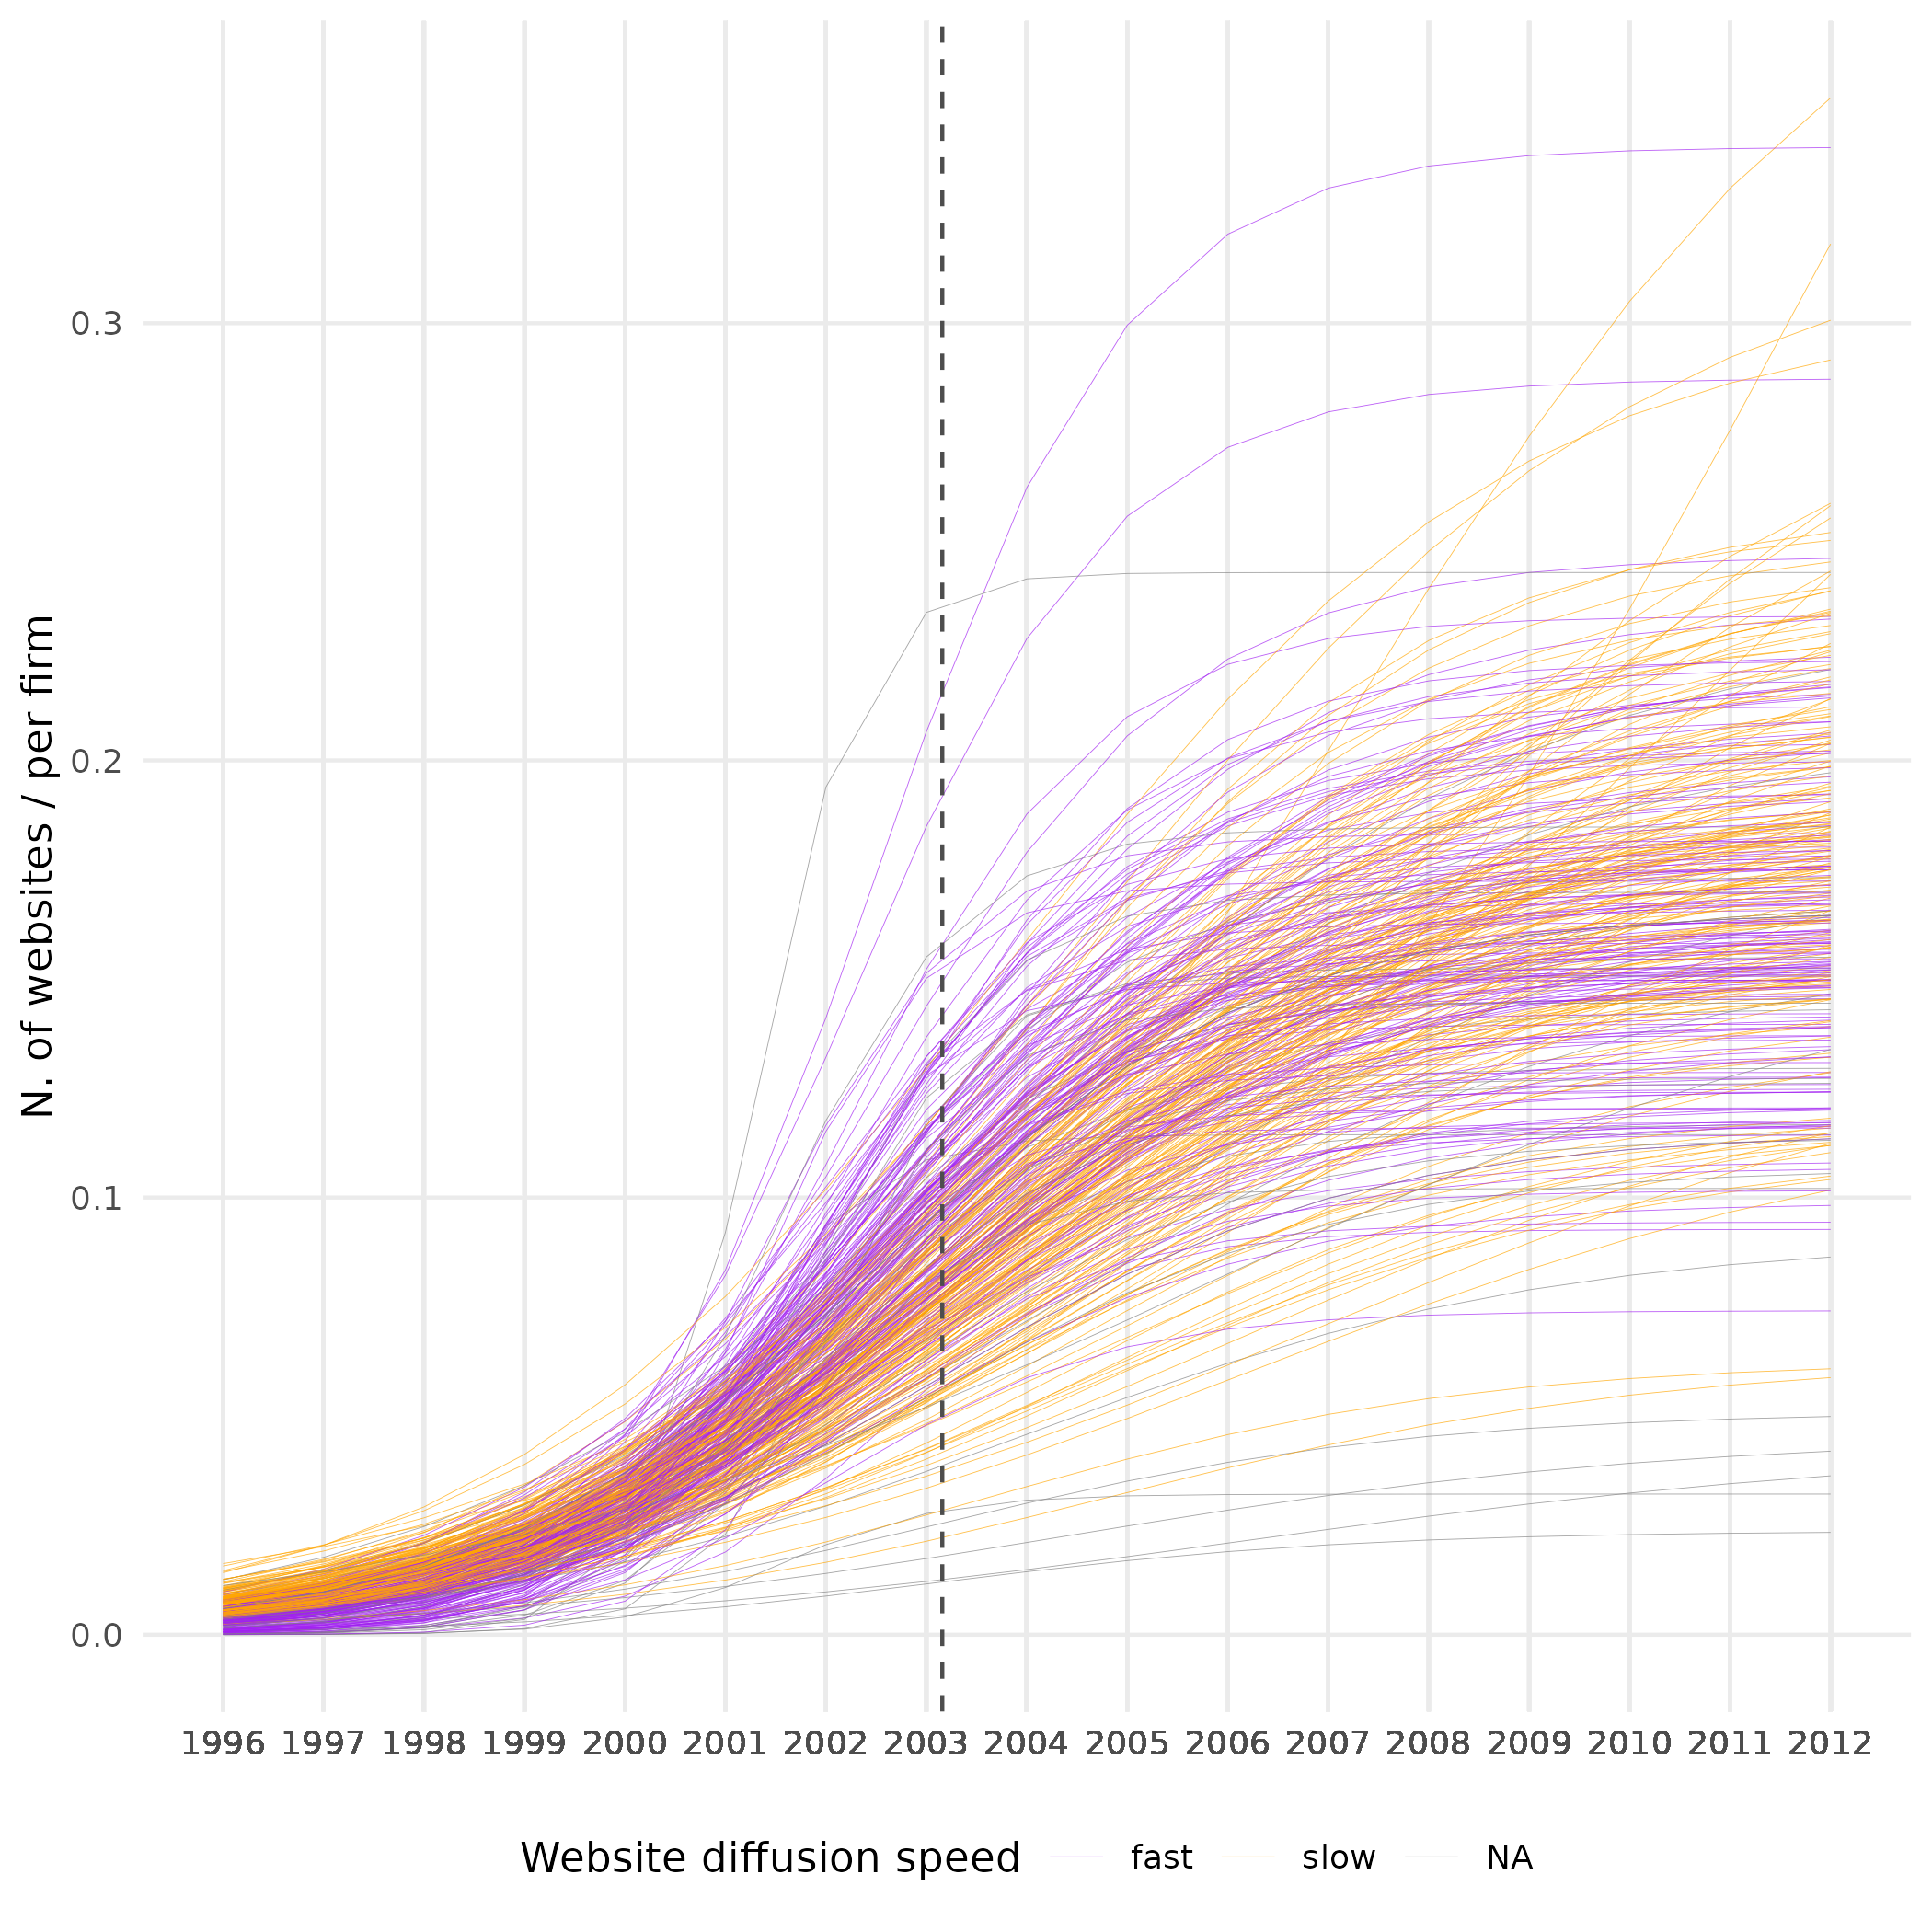 N. of websites / per firm
0.3
0.2
0.1
0.0
1996 1997 1998 1999 2000 2001 2002 2003 2004 2005 2006 2007 2008 2009 2010 2011 2012
Website diffusion speed fast slow NA